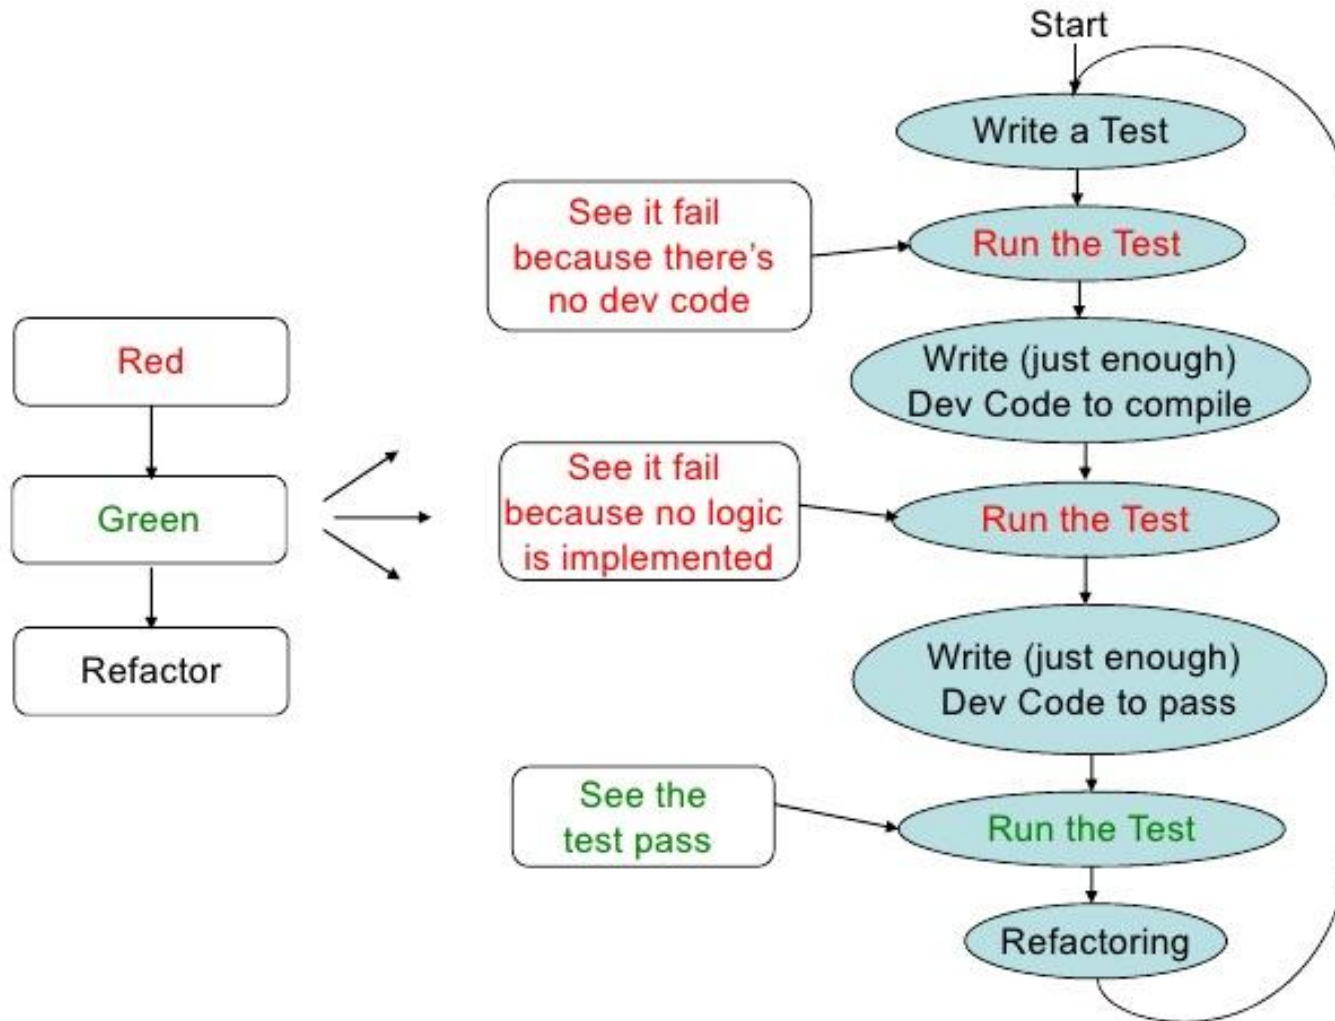 Start
Write a Test
See it fail
because there's
no dev code
Run the Test
Red
Write (just enough)
Dev Code to compile
Green
See it fail
because no logic
is implemented
Run the Test
Refactor
Write (just enough)
Dev Code to pass
See the
test pass
Run the Test
Refactoring